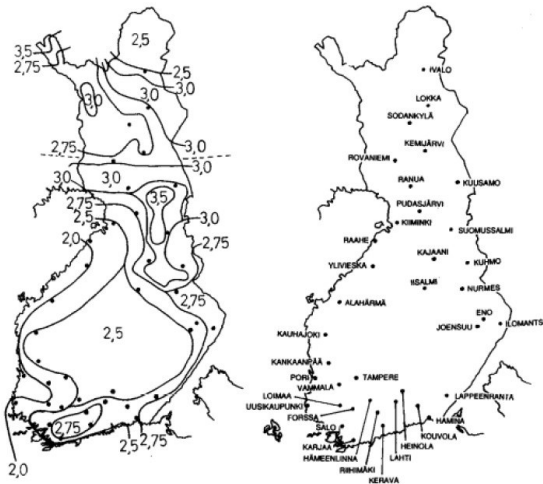 2,5
3,5
2,75
2,5
3,0
3,0
3,0
2,75
3,0
3,0
3,0
3,0
2,75
3,5
2,5
3,0
2,0
2,75
2,75
2,5
2,75
2,5
2,75
2,0
IVALO
LOKKA
SODANKYLÄ
KEMIJÄRVI
ROVANIEMI
RANUA
KUUSAMO
PUDASJÄRVI
KIIMINKI
SUOMUSSALMI
RAAHE
KAJAANI
YLIVIESKA
KUHMO
IISALMI
NURMES
ALAHÄRMÄ
ENO
JOENSUU
ILOMANTS
KAUHAJOKI
KANKAANPÄÄ
PORI
TAMPERE
VAMMALA
LOIMAA
LAPPEENRANTA
UUSIKAUPUNKI
FORSSA
SALO
HAMINA
KARJAA
KOUVOLA
HÄMEENLINNA
HEINOLA
RIIHIMÄKI
LAHTI
KERAVA